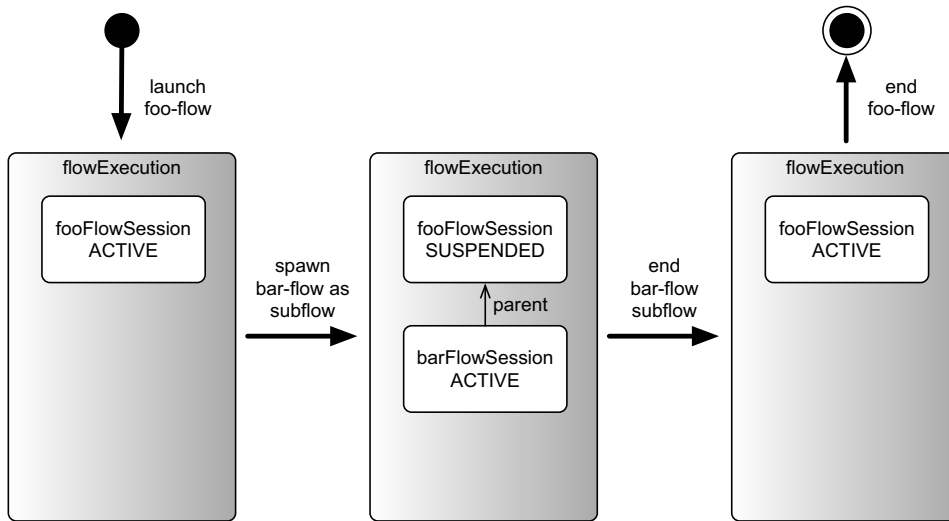 launch
foo-flow
end
foo-flow
flowExecution
fooFlowSession
ACTIVE
spawn
bar-flow as
subflow
flowExecution
fooFlowSession
SUSPENDED
parent
barFlowSession
ACTIVE
end
bar-flow
subflow
flowExecution
fooFlowSession
ACTIVE